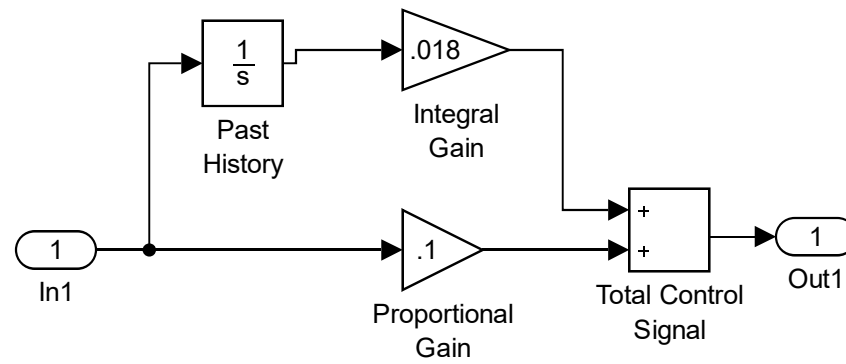 1
s
Past
History
.018
Integral
Gain
1
In1
.1
Proportional
Gain
+
+
Total Control
Signal
1
Out1